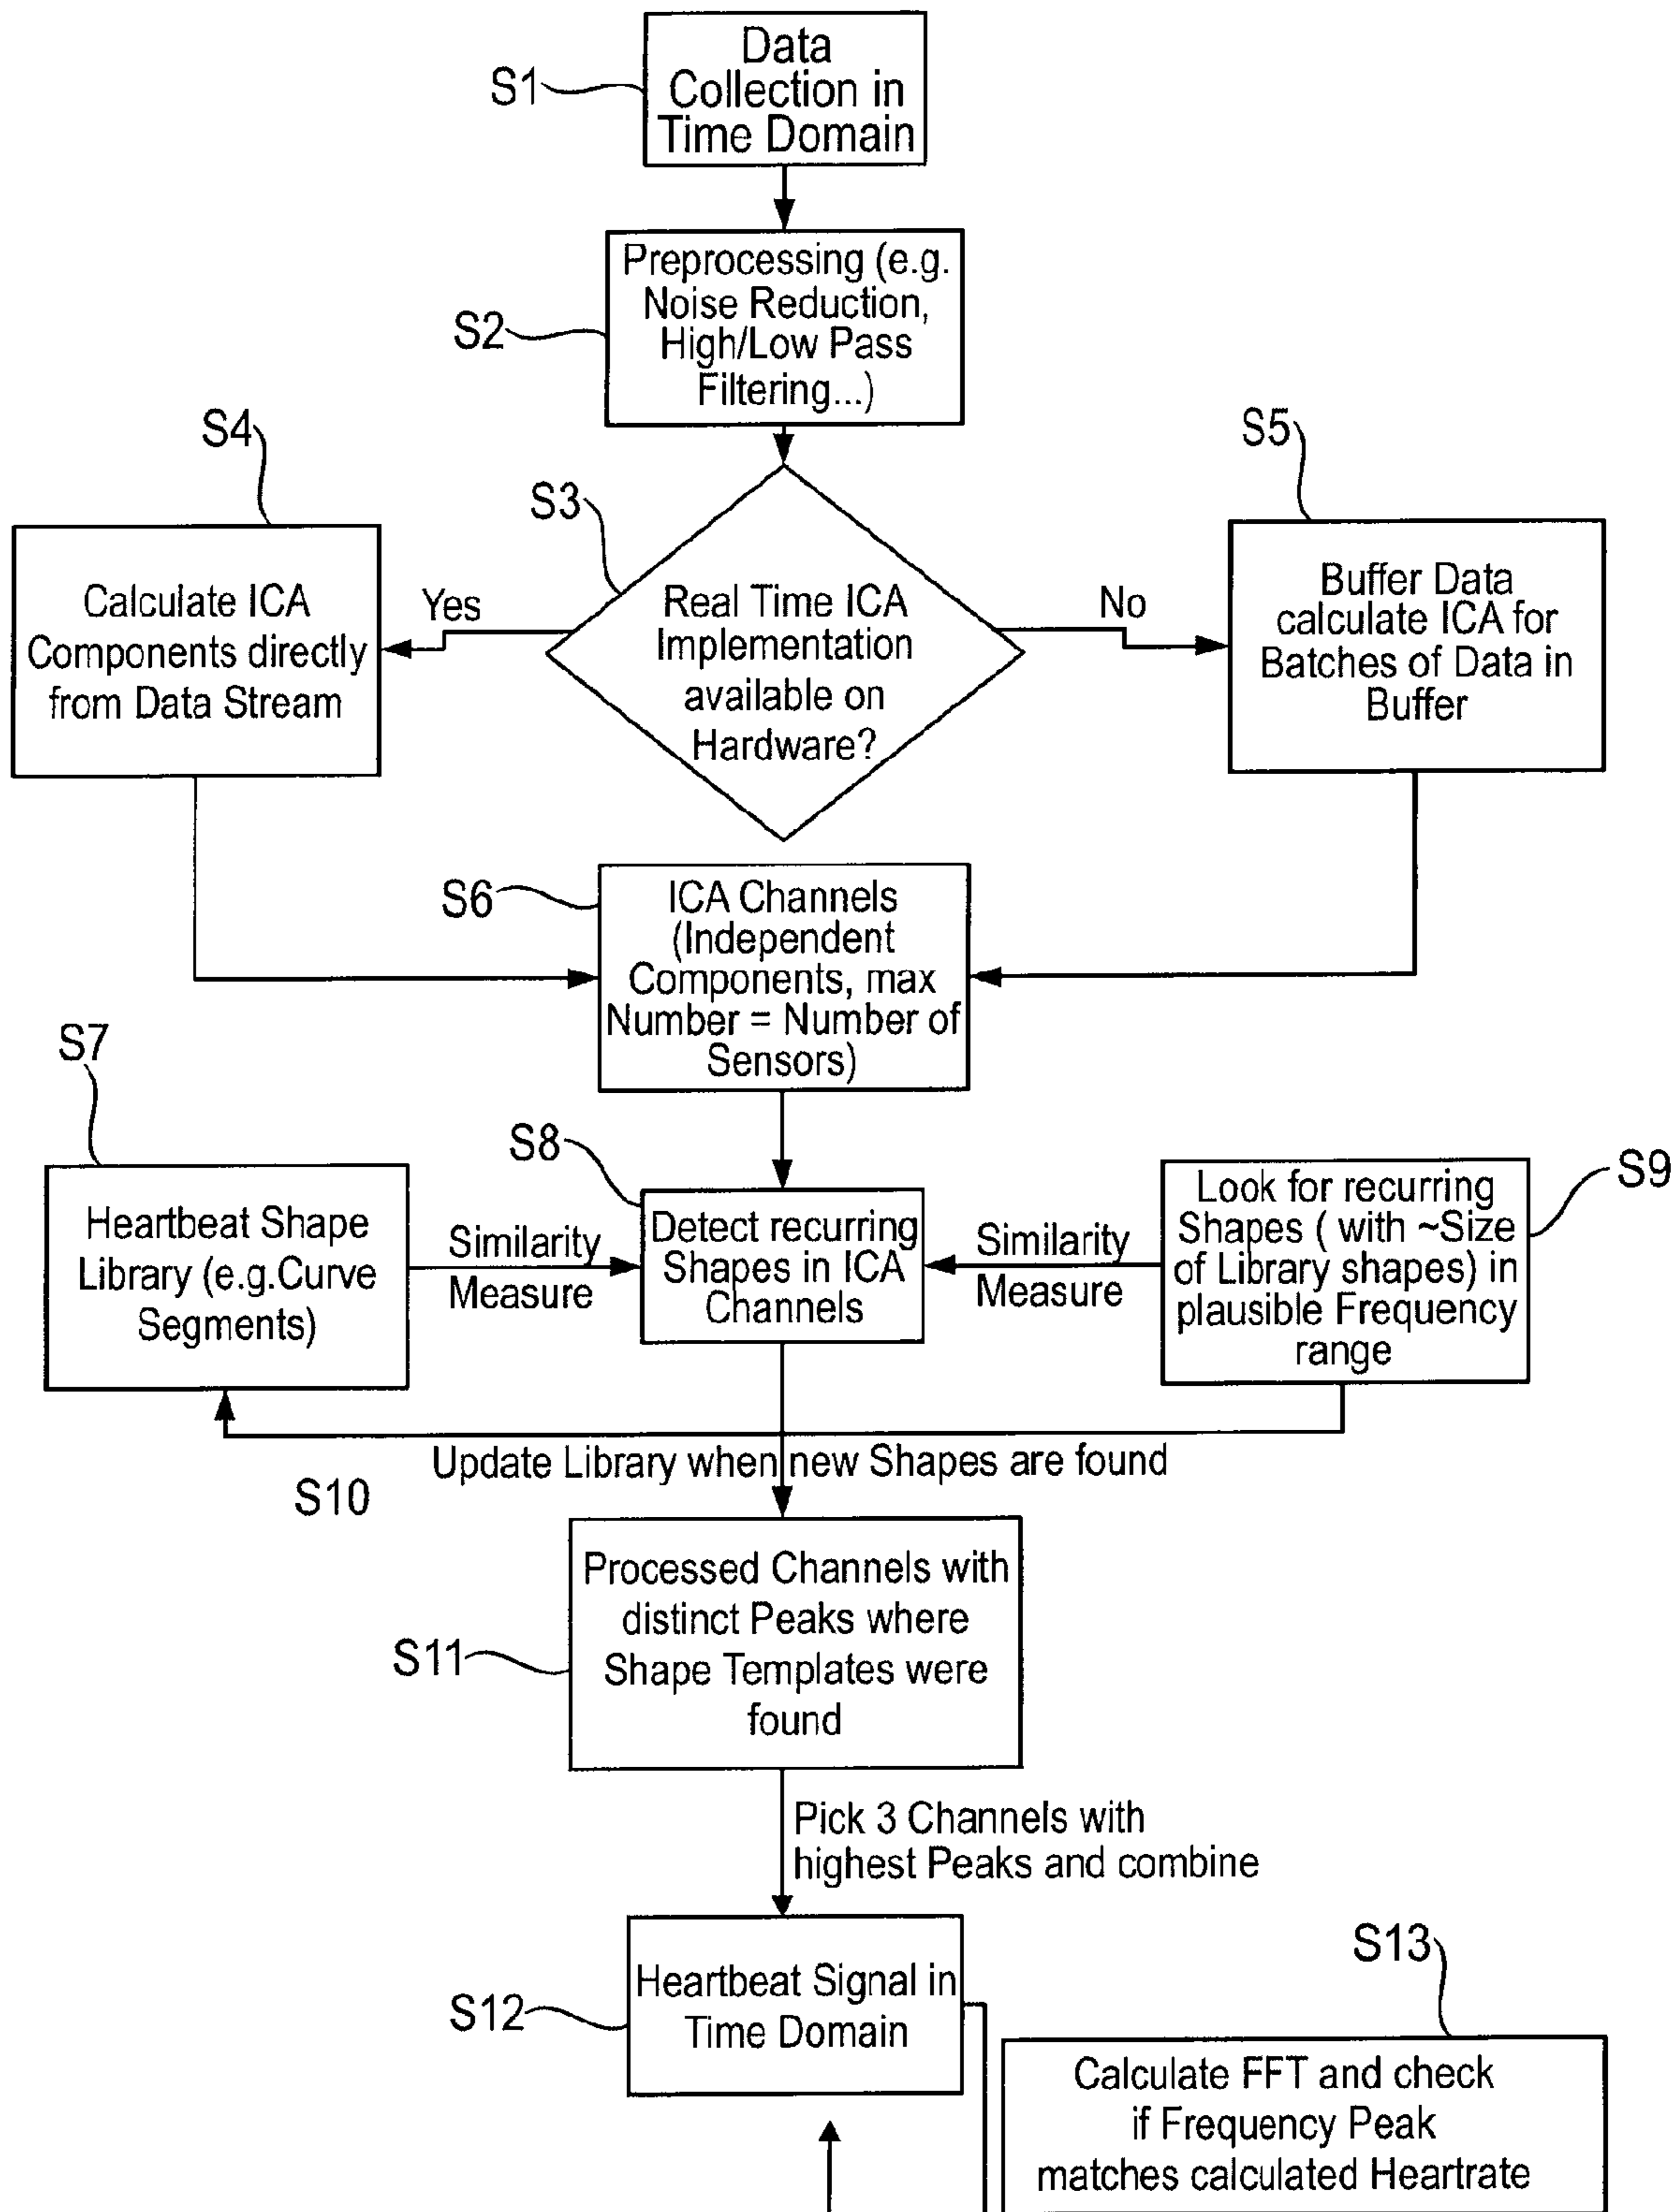 S1
Data
Collection in
Time Domain
S2
Preprocessing (e.g.
Noise Reduction,
High/Low Pass
Filtering...)
S3
Real Time ICA
Implementation
available on
Hardware?
Yes
No
S4
Calculate ICA
Components directly
from Data Stream
S5
Buffer Data
calculate ICA for
Batches of Data in
Buffer
S6
ICA Channels
(Independent
Components, max
Number = Number of
Sensors)
S7
Heartbeat Shape
Library (e.g.Curve
Segments)
Similarity
Measure
S8
Detect recurring
Shapes in ICA
Channels
Similarity
Measure
S9
Look for recurring
Shapes ( with ~Size
of Library shapes) in
plausible Frequency
range
Update Library when new Shapes are found
S10
S11
Processed Channels with
distinct Peaks where
Shape Templates were
found
Pick 3 Channels with
highest Peaks and combine
S12
Heartbeat Signal in
Time Domain
S13
Calculate FFT and check
if Frequency Peak
matches calculated Heartrate